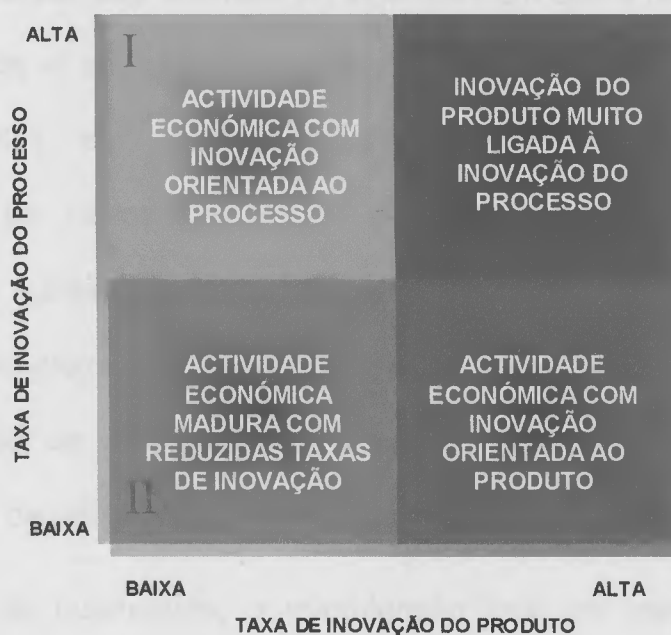 ALTA
I
ACTIVIDADE
ECONÓMICA COM
INOVAÇÃO
ORIENTADA AO
PROCESSO
INOVAÇÃO DO
PRODUTO MUITO
LIGADA À
INOVAÇÃO DO
PROCESSO
TAXA DE INOVAÇÃO DO PROCESSO
ACTIVIDADE
ECONÓMICA
MADURA COM
REDUZIDAS TAXAS
DE INOVAÇÃO
II
ACTIVIDADE
ECONÓMICA COM
INOVAÇÃO
ORIENTADA AO
PRODUTO
BAIXA
BAIXA
ALTA
TAXA DE INOVAÇÃO DO PRODUTO